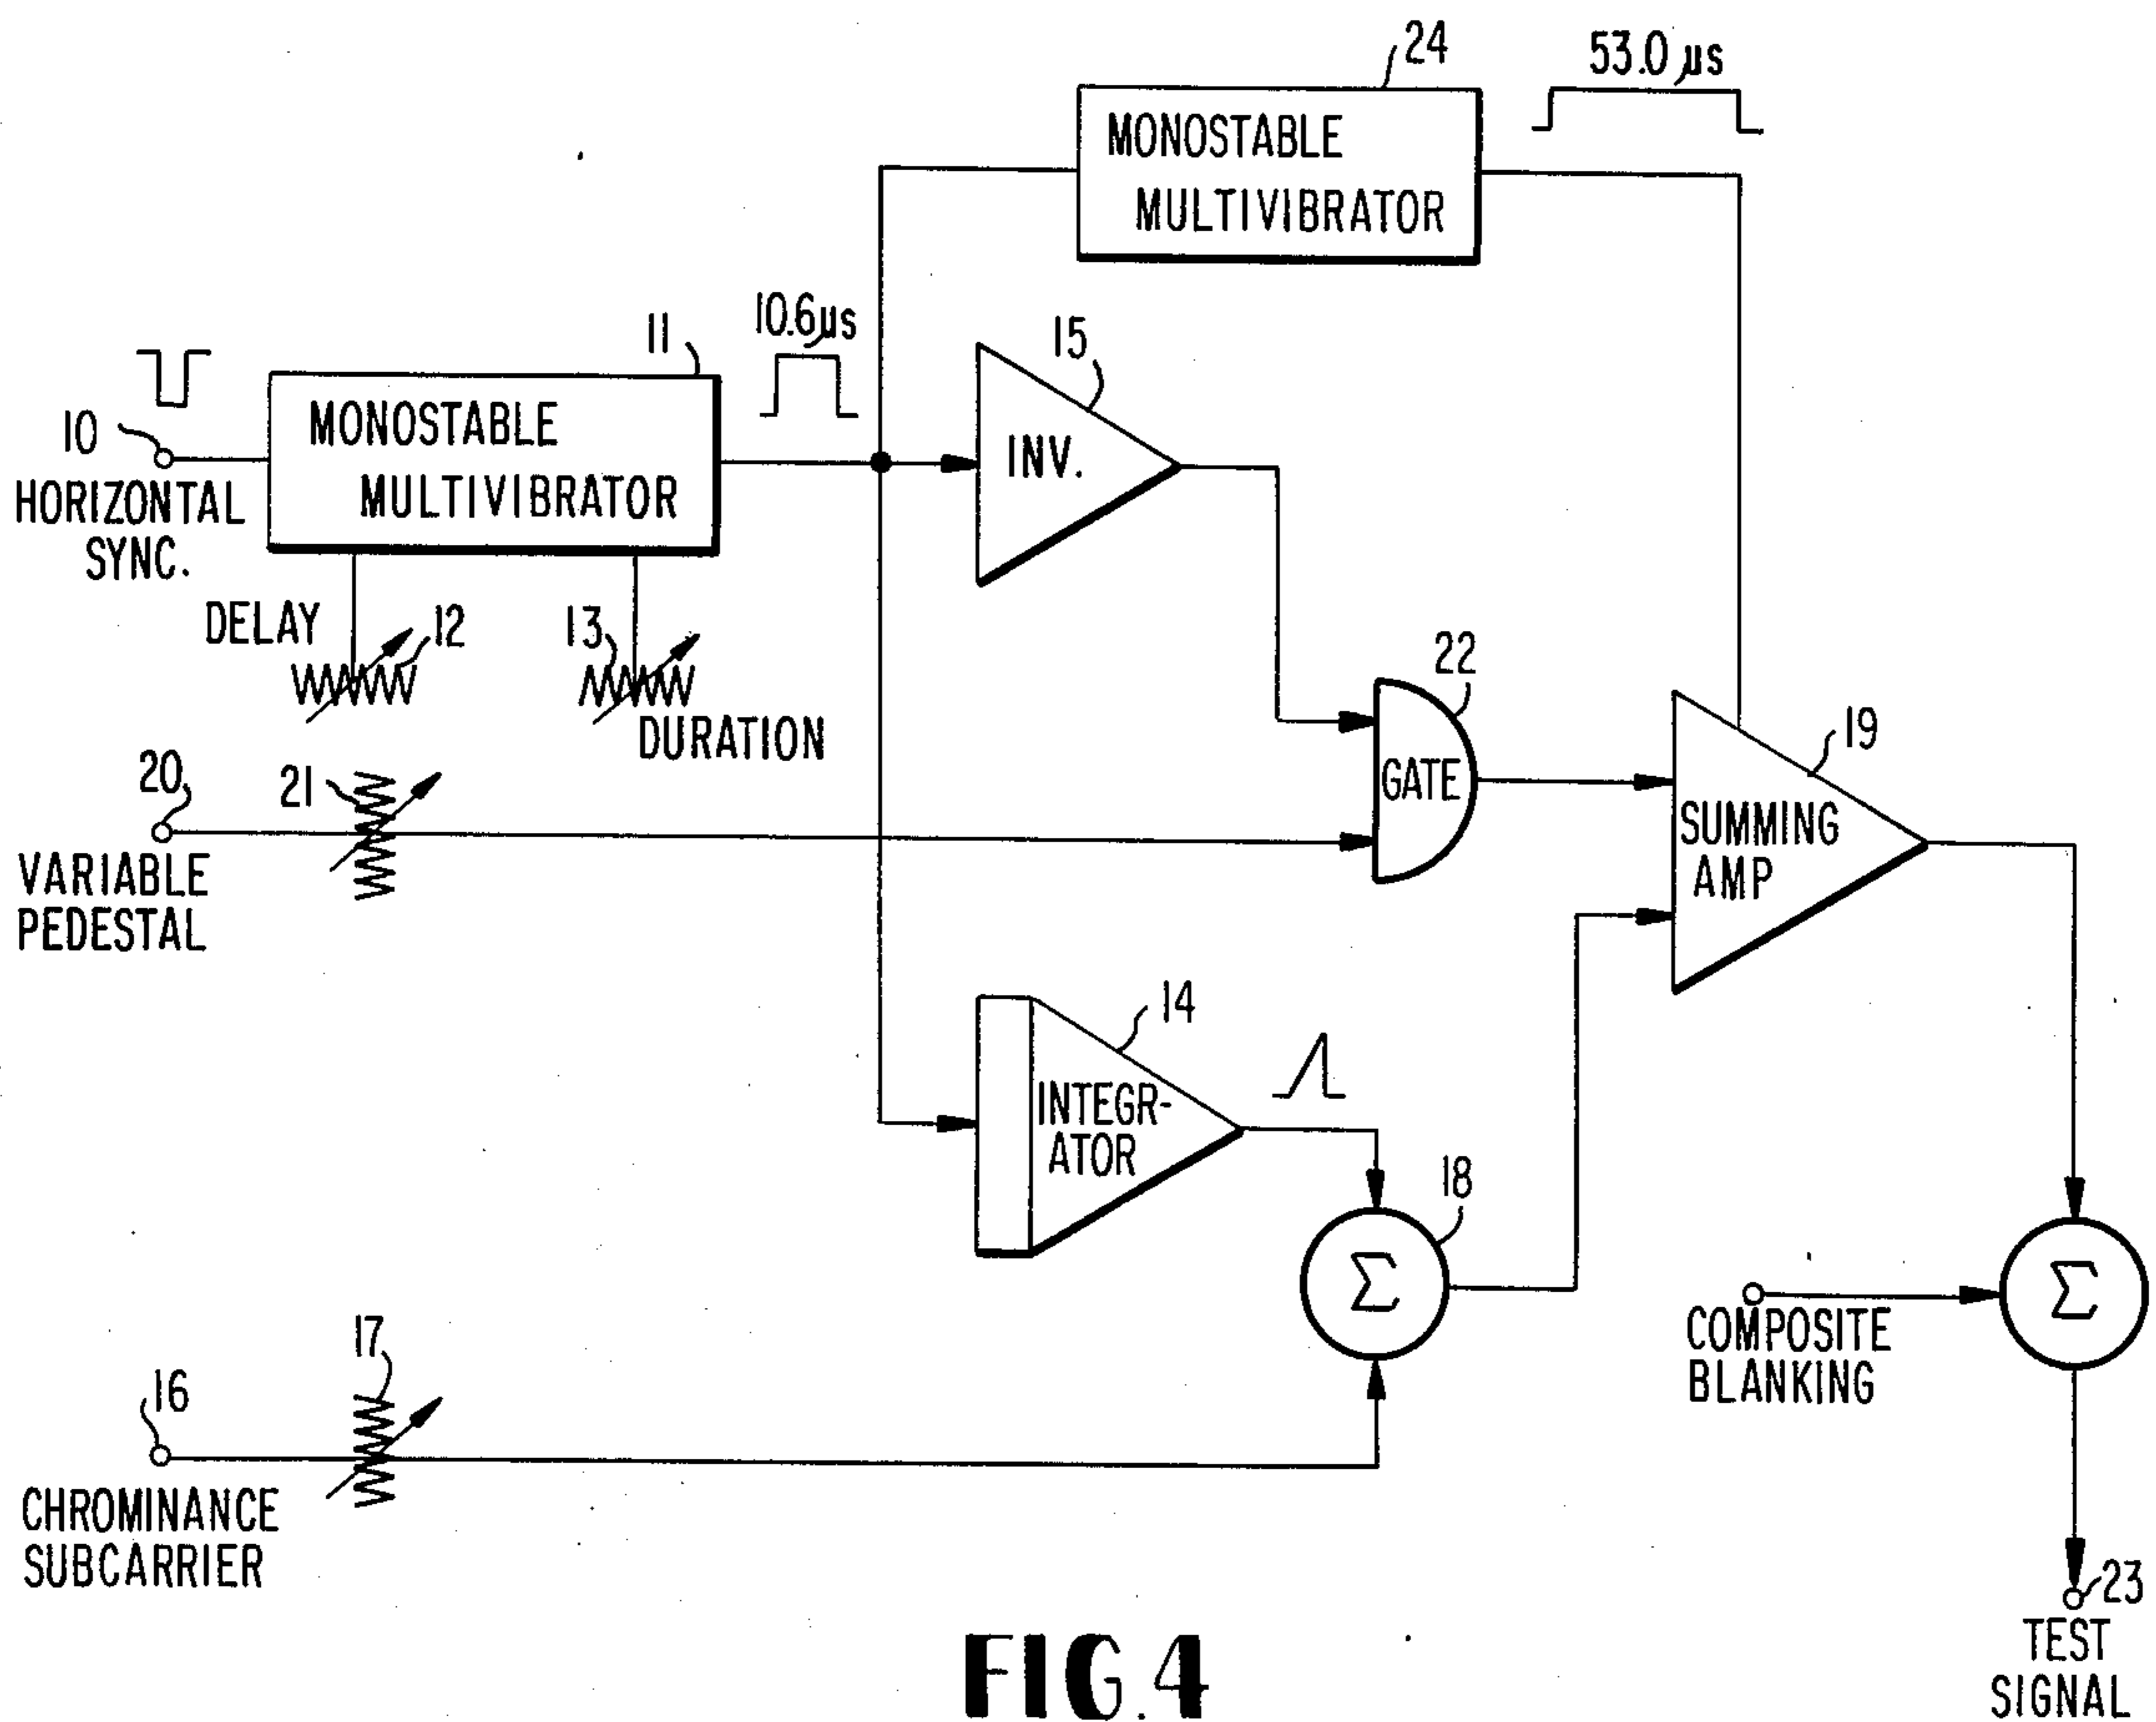 24
53.0 µs
MONOSTABLE
MULTIVIBRATOR
10.6µs
11
15
10
MONOSTABLE
MULTIVIBRATOR
INV.
HORIZONTAL
SYNC.
DELAY
12
13
DURATION
22
19
20
21
GATE
SUMMING
AMP
VARIABLE
PEDESTAL
14
INTEGR-
ATOR
18
Σ
Σ
COMPOSITE
BLANKING
17
16
CHROMINANCE
SUBCARRIER
23
TEST
SIGNAL
FIG.4